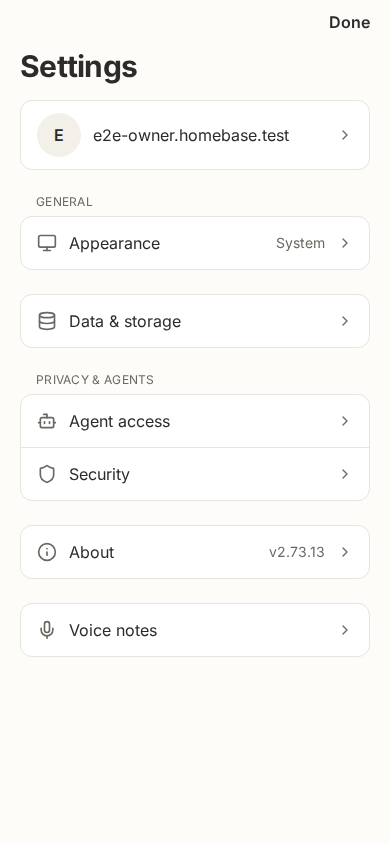 Done
Settings
E
e2e-owner.homebase.test
GENERAL
Appearance System
Data & storage
PRIVACY & AGENTS
Agent access
Security
About v2.73.13
Voice notes